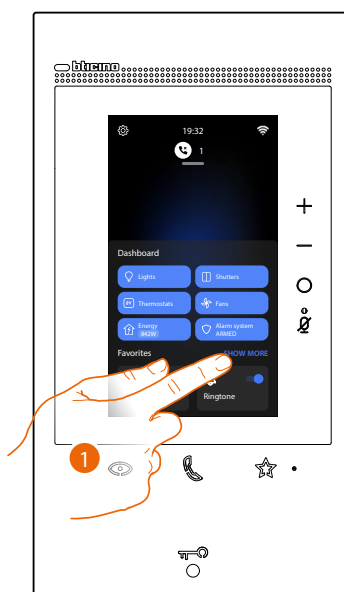 bticino
19:32
1
Dashboard
Lights
Shutters
Thermostats
Fans
Energy
842W
Alarm system
ARMED
Favorites
SHOW MORE
Ringtone
1